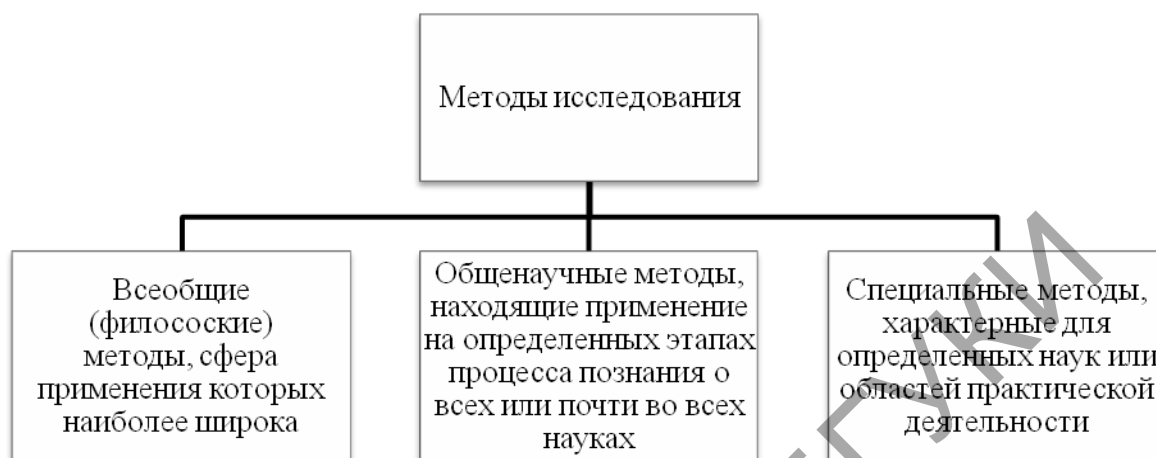 Методы исследования
Всеобщие
(филосоские)
методы, сфера
применения которых
наиболее широка
Общенаучные методы,
находящие применение
на определенных этапах
процесса познания о
всех или почти во всех
науках
Специальные методы,
характерные для
определенных наук или
областей практической
деятельности
ГУКИ